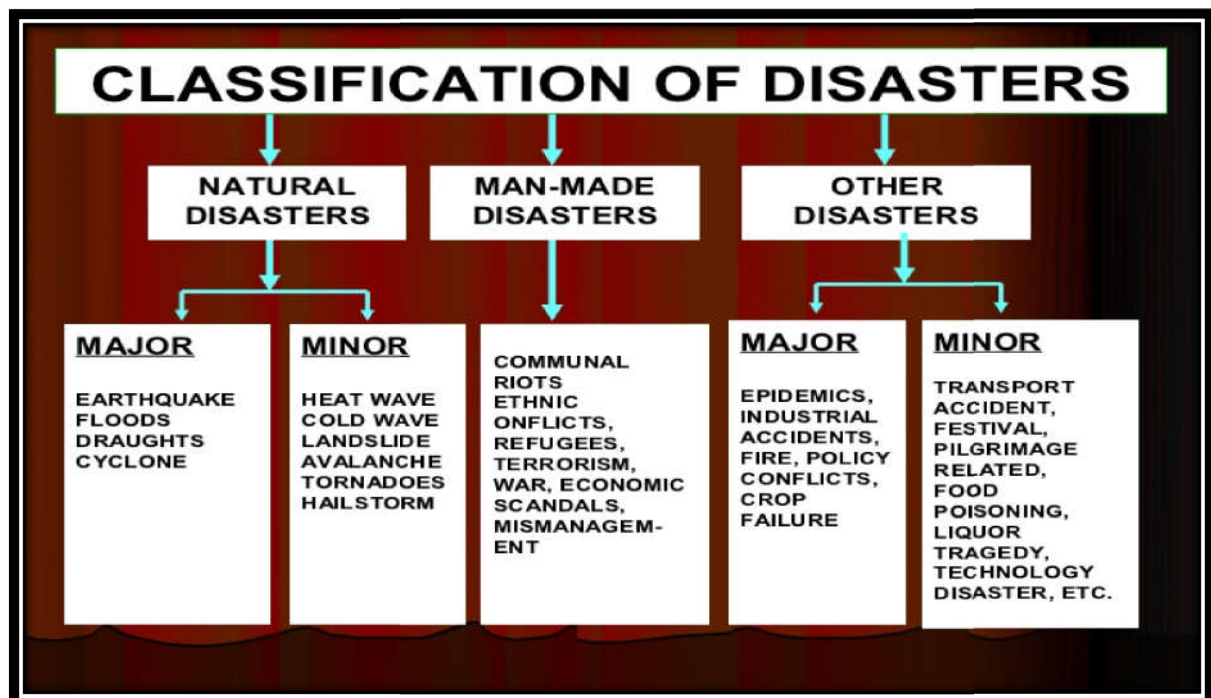 CLASSIFICATION OF DISASTERS
NATURAL
DISASTERS
MAN-MADE
DISASTERS
OTHER
DISASTERS
MAJOR
EARTHQUAKE
FLOODS
DRAUGHTS
CYCLONE
MINOR
HEAT WAVE
COLD WAVE
LANDSLIDE
AVALANCHE
TORNADOES
HAILSTORM
COMMUNAL
RIOTS
ETHNIC
ONFLICTS,
REFUGEES,
TERRORISM,
WAR, ECONOMIC
SCANDALS,
MISMANAGEM-
ENT
MAJOR
EPIDEMICS,
INDUSTRIAL
ACCIDENTS,
FIRE, POLICY
CONFLICTS,
CROP
FAILURE
MINOR
TRANSPORT
ACCIDENT,
FESTIVAL,
PILGRIMAGE
RELATED,
FOOD
POISONING,
LIQUOR
TRAGEDY,
TECHNOLOGY
DISASTER, ETC.